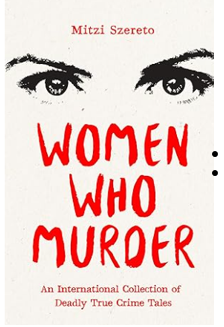 Mitzi Szereto
WOMEN
WHO
MURDER
An International Collection of
Deadly True Crime Tales